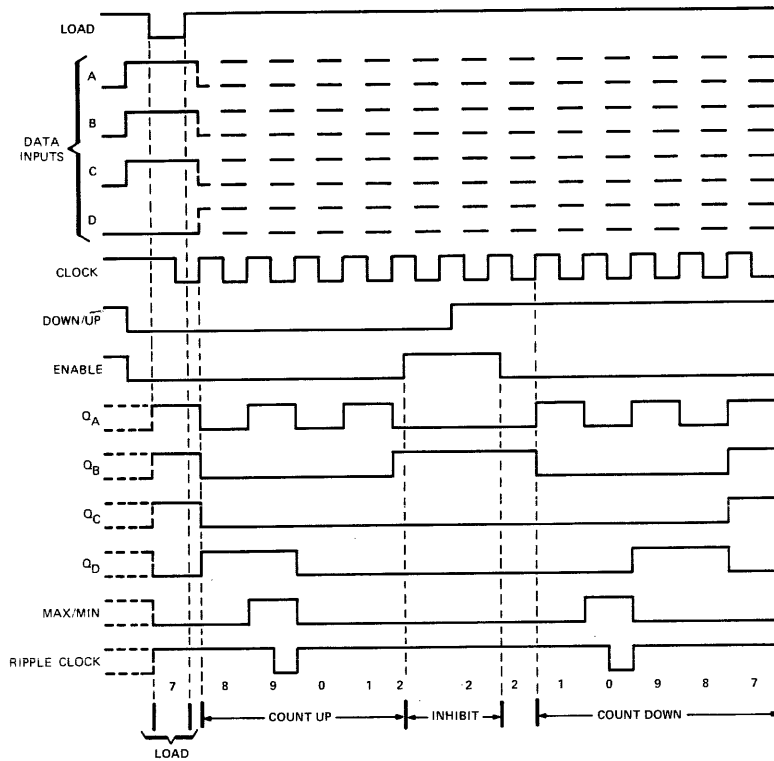 LOAD
A
B
DATA
INPUTS
C
D
CLOCK
DOWN/U̅P̅
ENABLE
QA
QB
QC
QD
MAX/MIN
RIPPLE CLOCK
7 8 9 0 1 2 2 2 1 0 9 8 7
COUNT UP INHIBIT COUNT DOWN
LOAD